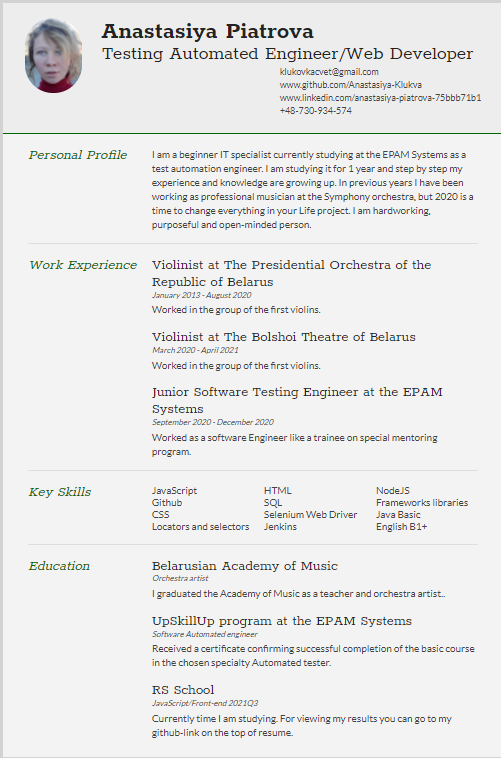 Anastasiya Piatrova
Testing Automated Engineer/Web Developer
klukovkacvet@gmail.com
www.github.com/Anastasiya-Klukva
www.linkedin.com/anastasiya-piatrova-75bbb71b1
+48-730-934-574
Personal Profile
I am a beginner IT specialist currently studying at the EPAM Systems as a
test automation engineer. I am studying it for 1 year and step by step my
experience and knowledge are growing up. In previous years I have been
working as professional musician at the Symphony orchestra, but 2020 is a
time to change everything in your Life project. I am hardworking,
purposeful and open-minded person.
Work Experience
Violinist at The Presidential Orchestra of the
Republic of Belarus
January 2013 - August 2020
Worked in the group of the first violins.
Violinist at The Bolshoi Theatre of Belarus
March 2020 - April 2021
Worked in the group of the first violins.
Junior Software Testing Engineer at the EPAM
Systems
September 2020 - December 2020
Worked as a software Engineer like a trainee on special mentoring
program.
Key Skills
JavaScript HTML NodeJS
Github SQL Frameworks libraries
CSS Selenium Web Driver Java Basic
Locators and selectors Jenkins English B1+
Education
Belarusian Academy of Music
Orchestra artist
I graduated the Academy of Music as a teacher and orchestra artist..
UpSkillUp program at the EPAM Systems
Software Automated engineer
Received a certificate confirming successful completion of the basic course
in the chosen specialty Automated tester.
RS School
JavaScript/Front-end 2021Q3
Currently time I am studying. For viewing my results you can go to my
github-link on the top of resume.